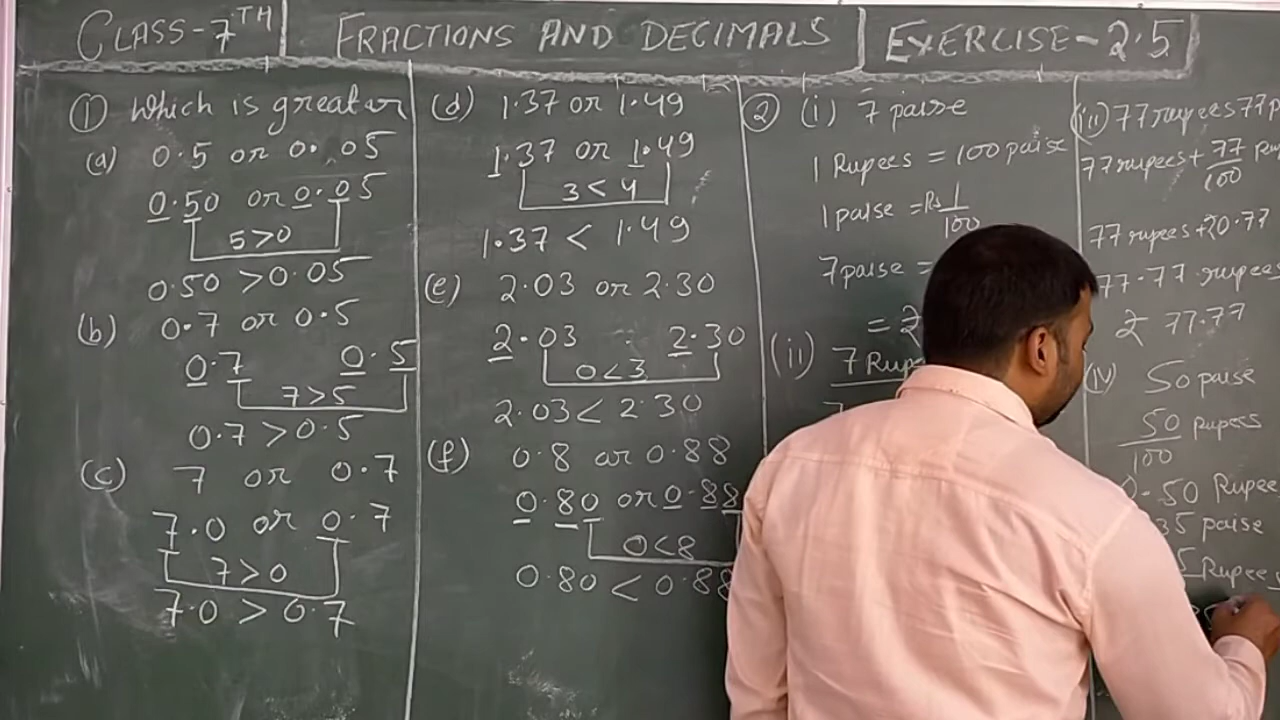 CLASS-7TH
FRACTIONS AND DECIMALS
EXERCISE-2.5
① Which is greater
(a) 0.5 or 0.05
0.50 or 0.05
5>0
0.50 >0.05
(b) 0.7 or 0.5
0.7 0.5
7>5
0.7 >0.5
(c) 7 or 0.7
7.0 or 0.7
7>0
7.0 > 0.7
(d) 1.37 or 1.49
1.37 or 1.49
3<4
1.37 < 1.49
(e) 2.03 or 2.30
2.03 2.30
0<3
2.03< 2.30
(f) 0.8 or 0.88
0.80 or 0.88
0<8
0.80 < 0.88
② (i) 7 paise
1 Rupees = 100 paise
1 paise = Rs 1/100
7 paise =
= ₹
(ii) 7
(iii) 77 rupees 77
77 rupees + 77/100
77 rupees +
77.77 rupees
₹ 77.77
(iv) 50 paise
50/100 rupees
0.50
35 paise